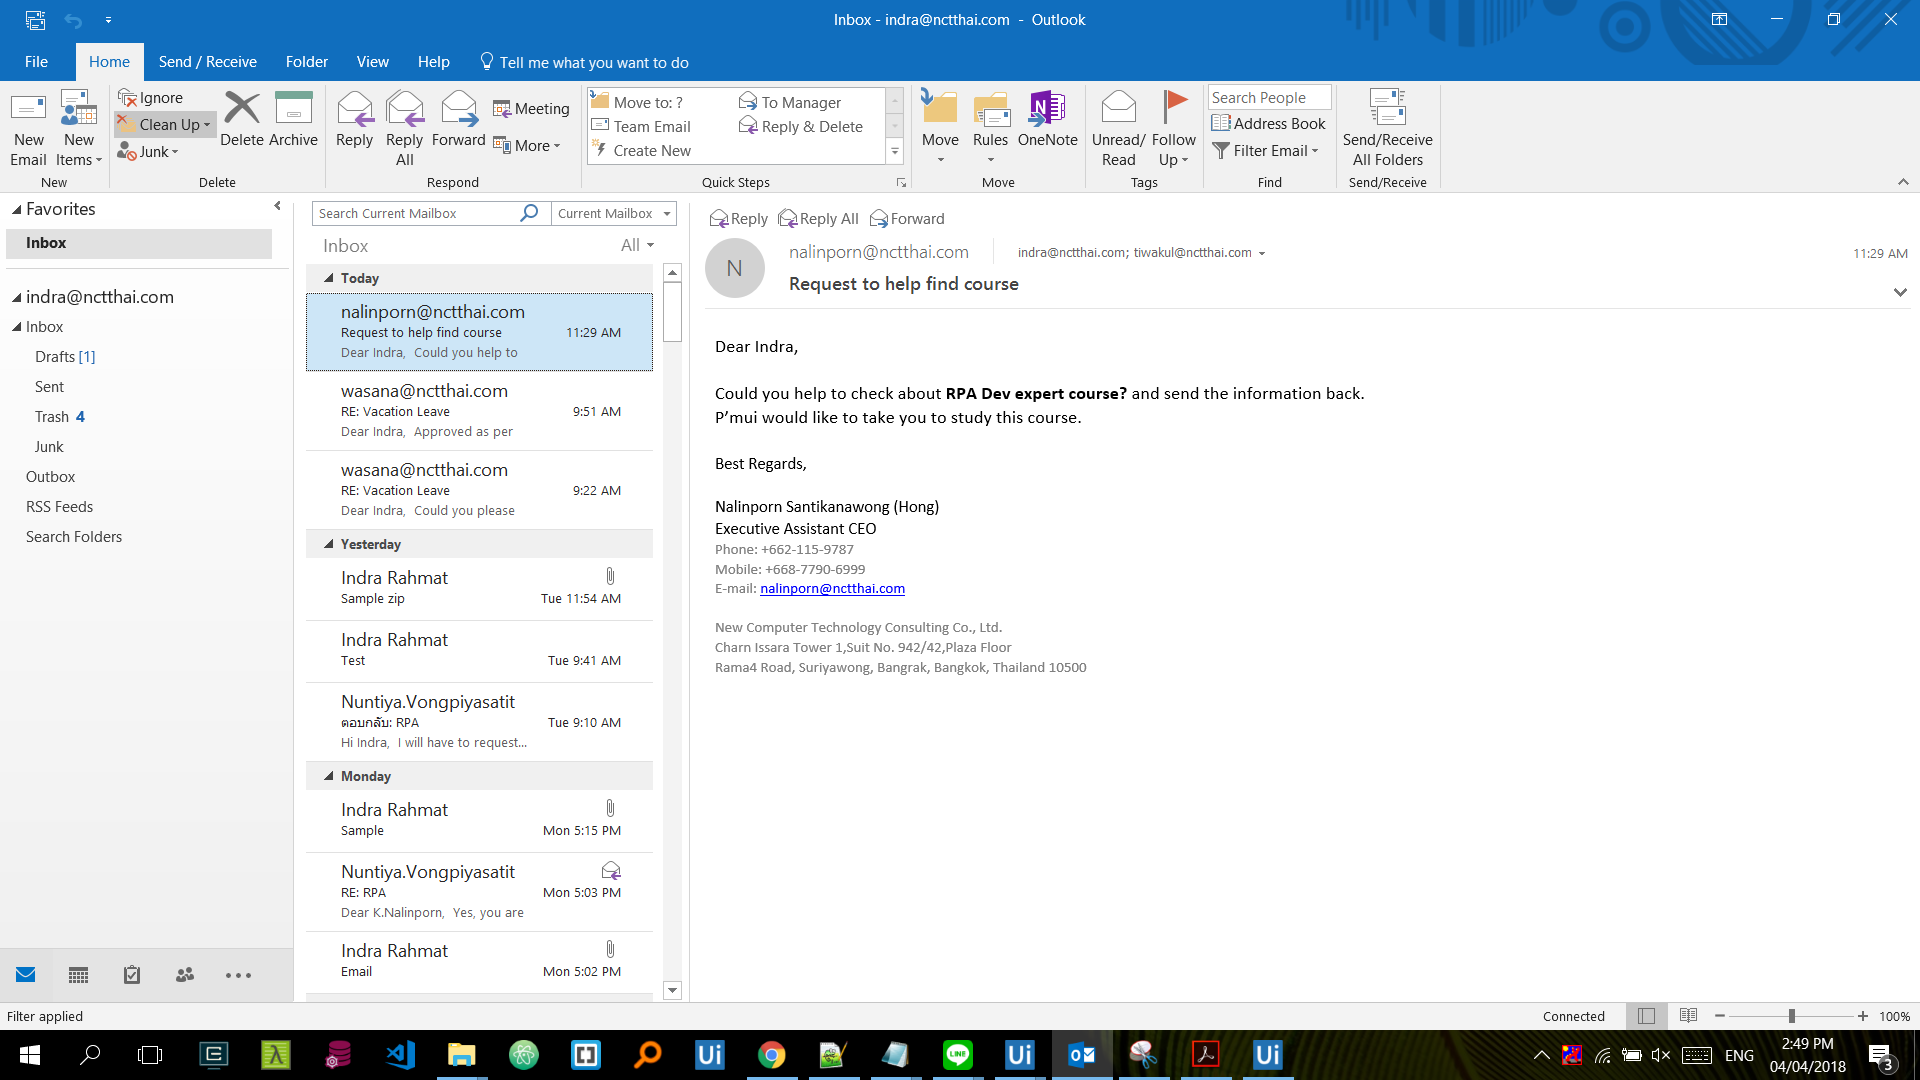 Inbox - indra@nctthai.com - Outlook
File Home Send / Receive Folder View Help Tell me what you want to do
New Email
New Items
New
Ignore
Clean Up
Junk
Delete
Archive
Delete
Reply
Reply All
Forward
Meeting
More
Respond
Move to: ?
Team Email
Create New
To Manager
Reply & Delete
Quick Steps
Move
Rules
OneNote
Move
Unread/ Read
Follow Up
Tags
Search People
Address Book
Filter Email
Find
Send/Receive All Folders
Send/Receive
Favorites
Inbox
indra@nctthai.com
Inbox
Drafts [1]
Sent
Trash 4
Junk
Outbox
RSS Feeds
Search Folders
Search Current Mailbox Current Mailbox
Inbox All
Today
nalinporn@nctthai.com
Request to help find course 11:29 AM
Dear Indra, Could you help to
wasana@nctthai.com
RE: Vacation Leave 9:51 AM
Dear Indra, Approved as per
wasana@nctthai.com
RE: Vacation Leave 9:22 AM
Dear Indra, Could you please
Yesterday
Indra Rahmat
Sample zip Tue 11:54 AM
Indra Rahmat
Test Tue 9:41 AM
Nuntiya.Vongpiyasatit
ตอบกลับ: RPA Tue 9:10 AM
Hi Indra, I will have to request...
Monday
Indra Rahmat
Sample Mon 5:15 PM
Nuntiya.Vongpiyasatit
RE: RPA Mon 5:03 PM
Dear K.Nalinporn, Yes, you are
Indra Rahmat
Email Mon 5:02 PM
Reply Reply All Forward
N
nalinporn@nctthai.com indra@nctthai.com; tiwakul@nctthai.com 11:29 AM
Request to help find course
Dear Indra,
Could you help to check about RPA Dev expert course? and send the information back.
P’mui would like to take you to study this course.
Best Regards,
Nalinporn Santikanawong (Hong)
Executive Assistant CEO
Phone: +662-115-9787
Mobile: +668-7790-6999
E-mail: nalinporn@nctthai.com
New Computer Technology Consulting Co., Ltd.
Charn Issara Tower 1,Suit No. 942/42,Plaza Floor
Rama4 Road, Suriyawong, Bangrak, Bangkok, Thailand 10500
Filter applied Connected 100%
Ui LINE Ui Ui ENG
2:49 PM
04/04/2018
3